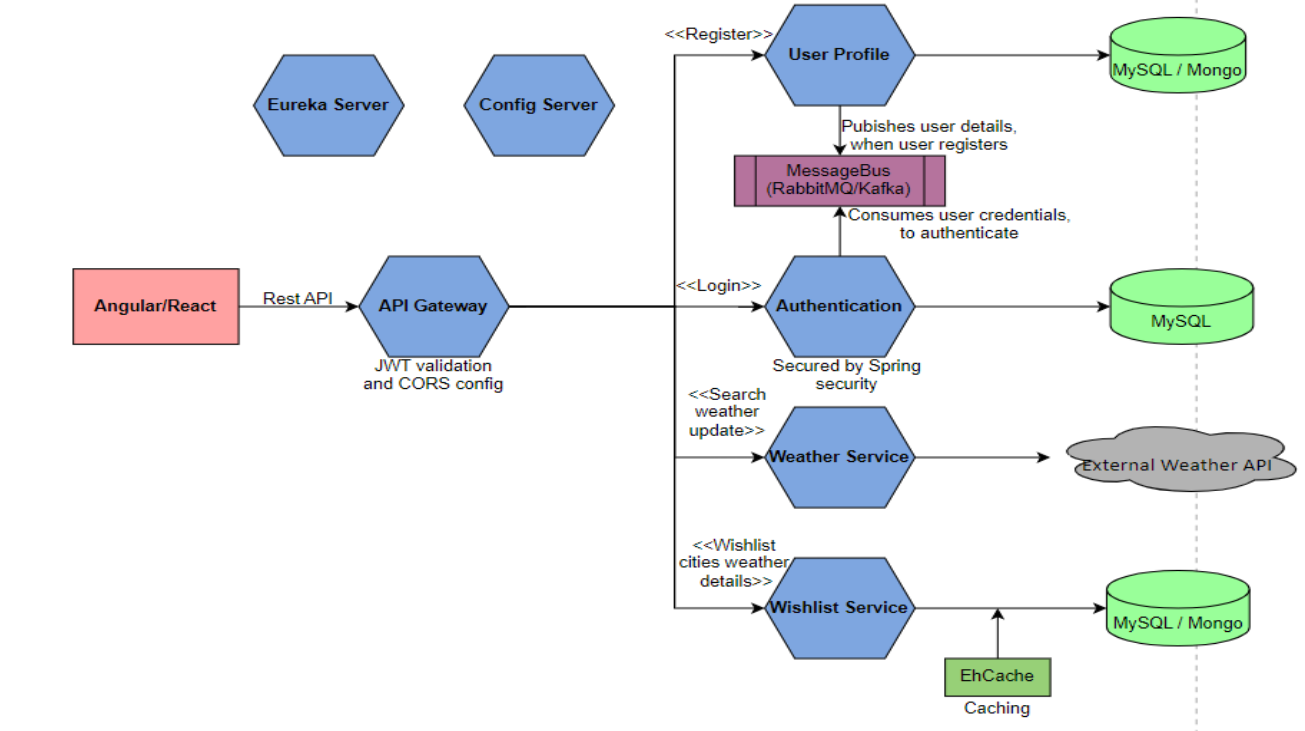 <<Register>>
User Profile
MySQL / Mongo
Eureka Server
Config Server
Pubishes user details,
when user registers
MessageBus
(RabbitMQ/Kafka)
Consumes user credentials,
to authenticate
Angular/React
Rest API
API Gateway
JWT validation
and CORS config
<<Login>>
Authentication
Secured by Spring
security
MySQL
<<Search
weather
update>>
Weather Service
External Weather API
<<Wishlist
cities weather
details>>
Wishlist Service
MySQL / Mongo
EhCache
Caching